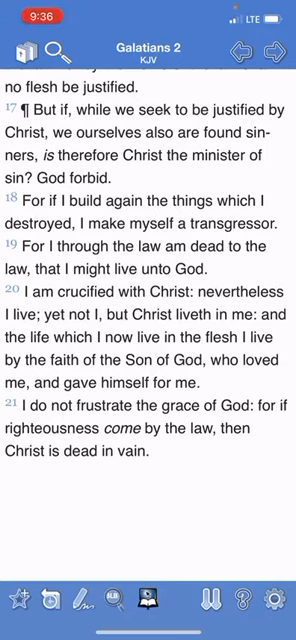 9:36
LTE
Galatians 2
KJV
no flesh be justified.
17 ¶ But if, while we seek to be justified by
Christ, we ourselves also are found sin-
ners, is therefore Christ the minister of
sin? God forbid.
18 For if I build again the things which I
destroyed, I make myself a transgressor.
19 For I through the law am dead to the
law, that I might live unto God.
20 I am crucified with Christ: nevertheless
I live; yet not I, but Christ liveth in me: and
the life which I now live in the flesh I live
by the faith of the Son of God, who loved
me, and gave himself for me.
21 I do not frustrate the grace of God: for if
righteousness come by the law, then
Christ is dead in vain.